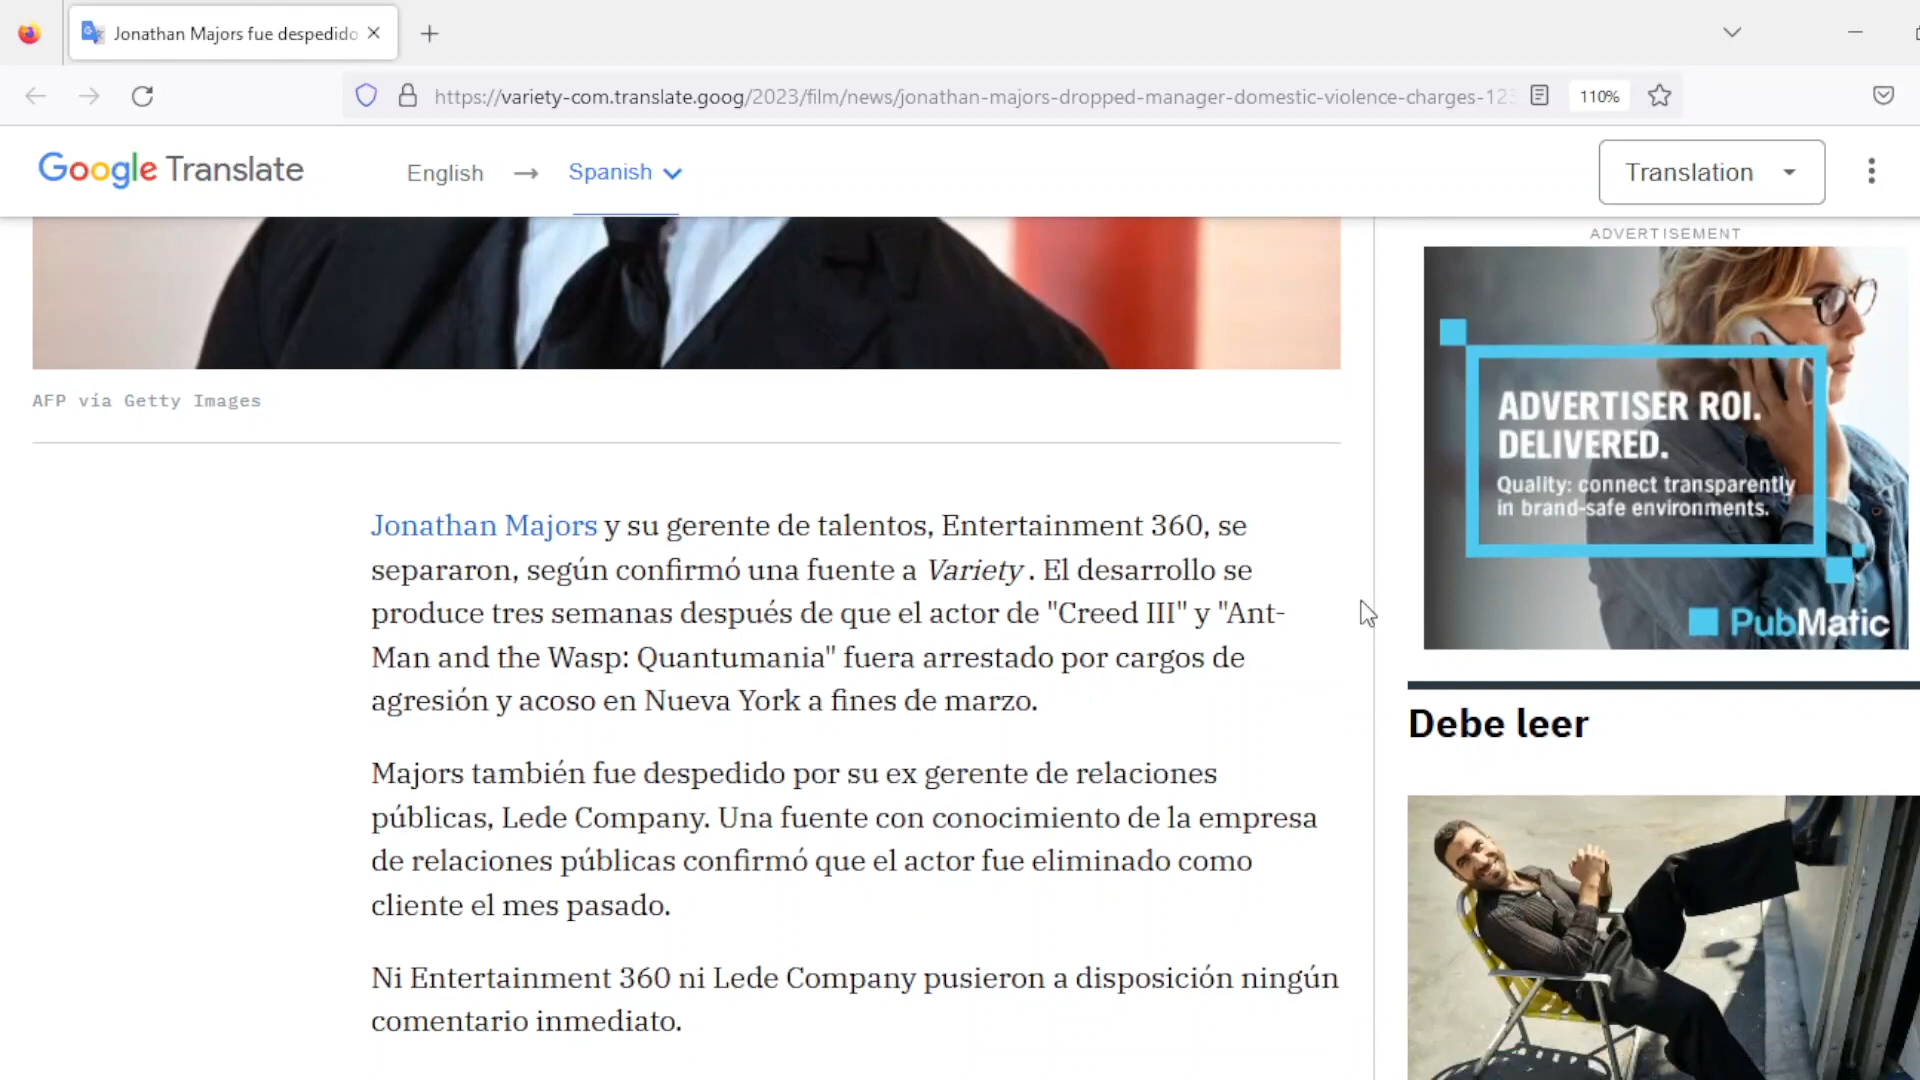 Jonathan Majors fue despedido
https://variety-com.translate.goog/2023/film/news/jonathan-majors-dropped-manager-domestic-violence-charges-123
110%
Google Translate
English → Spanish
Translation
AFP vía Getty Images
Jonathan Majors y su gerente de talentos, Entertainment 360, se
separaron, según confirmó una fuente a Variety . El desarrollo se
produce tres semanas después de que el actor de "Creed III" y "Ant-
Man and the Wasp: Quantumania" fuera arrestado por cargos de
agresión y acoso en Nueva York a fines de marzo.
Majors también fue despedido por su ex gerente de relaciones
públicas, Lede Company. Una fuente con conocimiento de la empresa
de relaciones públicas confirmó que el actor fue eliminado como
cliente el mes pasado.
Ni Entertainment 360 ni Lede Company pusieron a disposición ningún
comentario inmediato.
ADVERTISEMENT
ADVERTISER ROI.
DELIVERED.
Quality: connect transparently
in brand-safe environments.
PubMatic
Debe leer